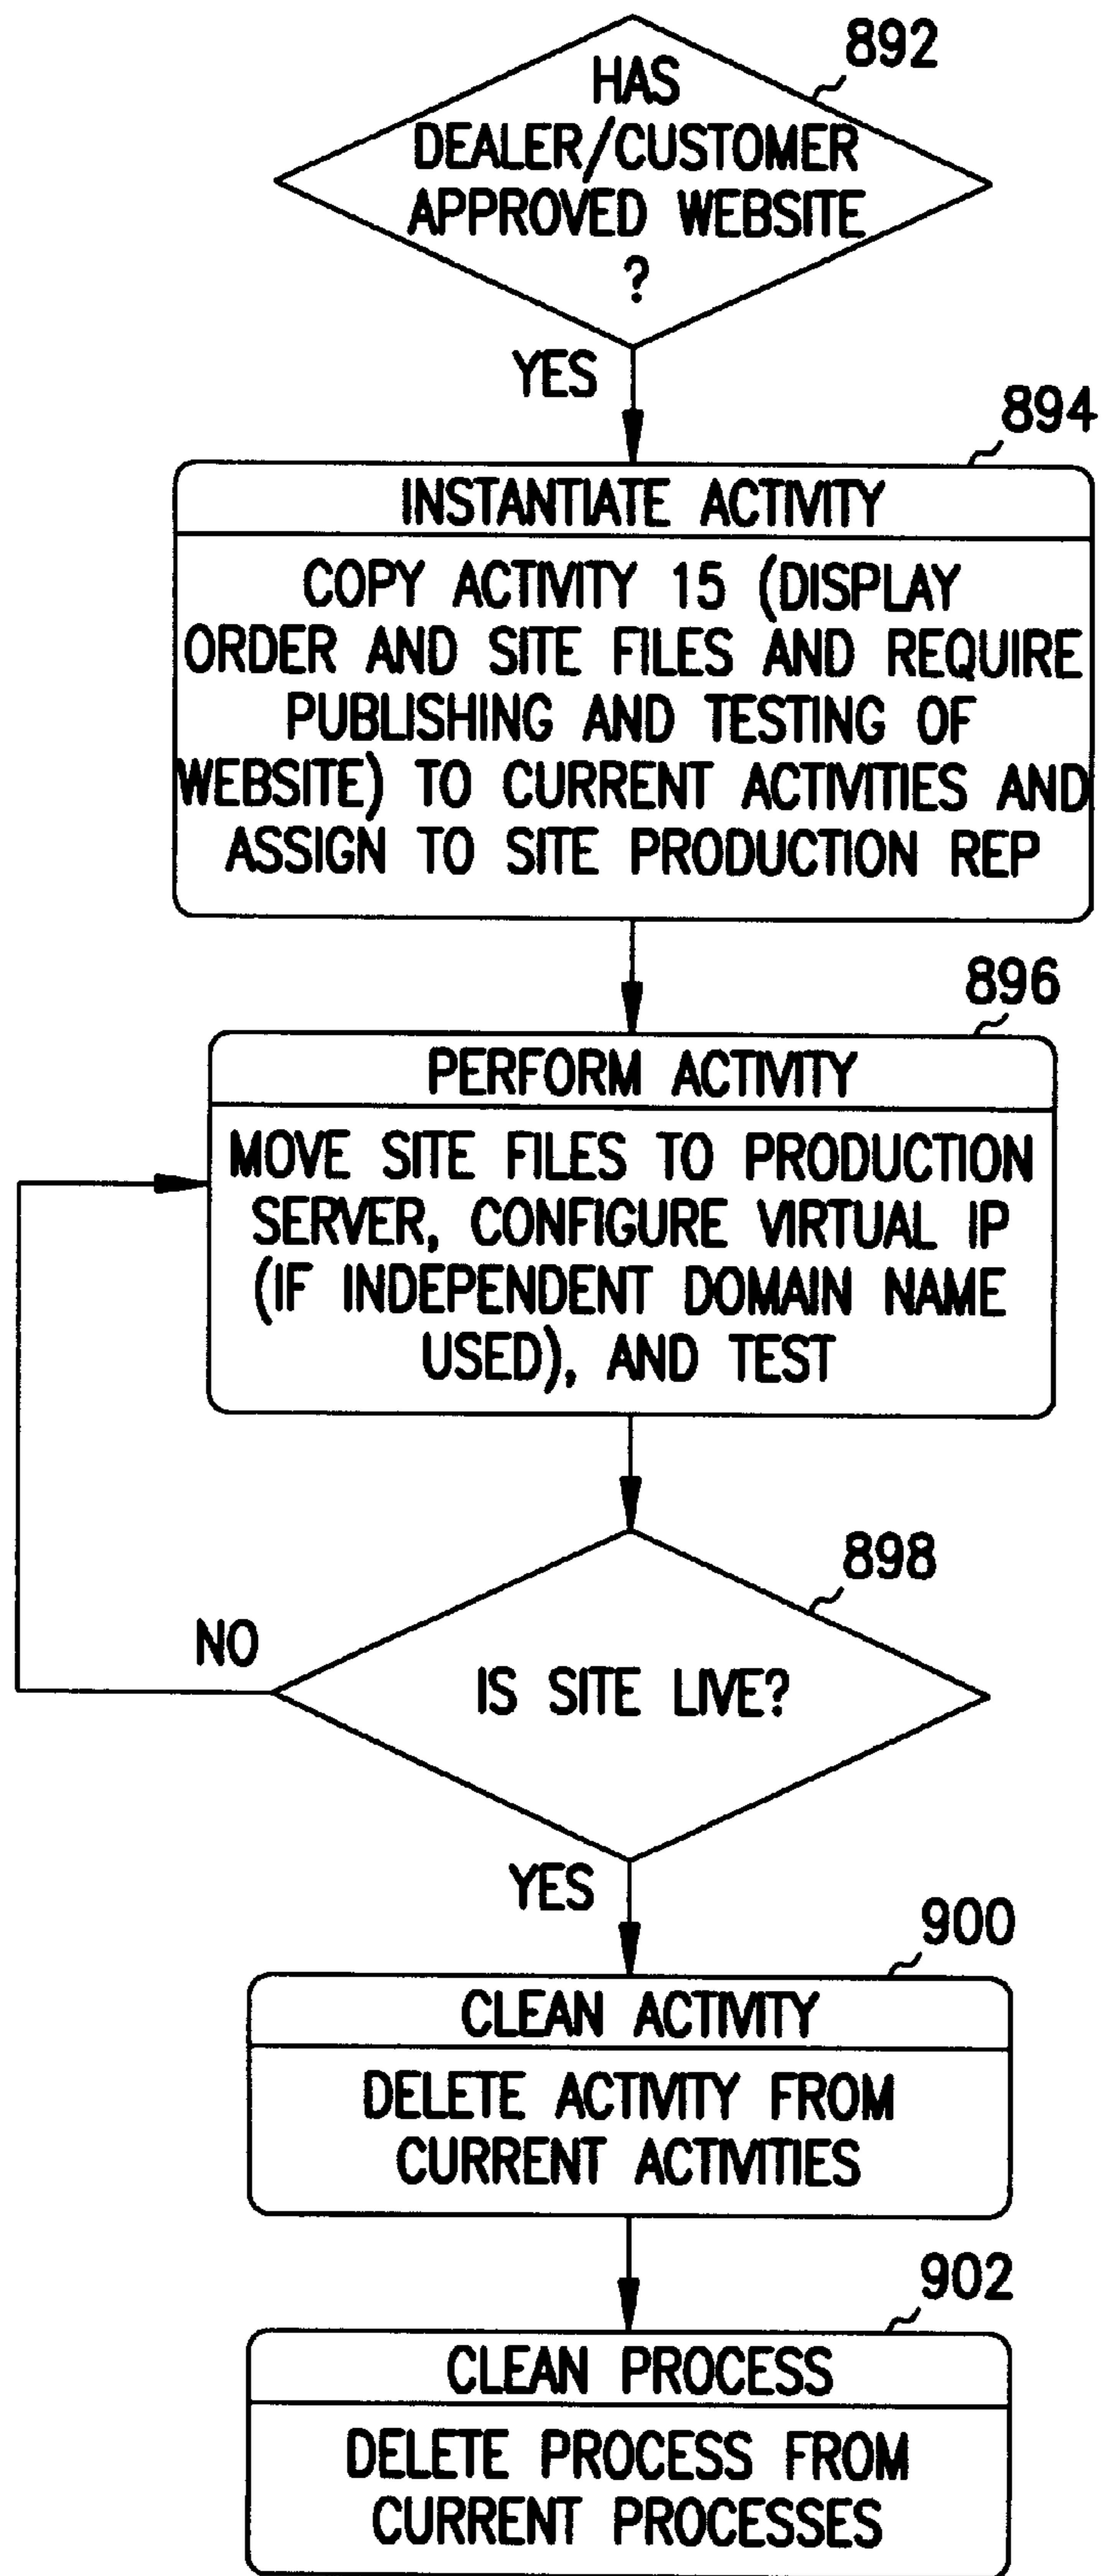 892
HAS
DEALER/CUSTOMER
APPROVED WEBSITE
?
YES
894
INSTANTIATE ACTIVITY
COPY ACTIVITY 15 (DISPLAY
ORDER AND SITE FILES AND REQUIRE
PUBLISHING AND TESTING OF
WEBSITE) TO CURRENT ACTIVITIES AND
ASSIGN TO SITE PRODUCTION REP
896
PERFORM ACTIVITY
MOVE SITE FILES TO PRODUCTION
SERVER, CONFIGURE VIRTUAL IP
(IF INDEPENDENT DOMAIN NAME
USED), AND TEST
898
NO
IS SITE LIVE?
YES
900
CLEAN ACTIVITY
DELETE ACTIVITY FROM
CURRENT ACTIVITIES
902
CLEAN PROCESS
DELETE PROCESS FROM
CURRENT PROCESSES